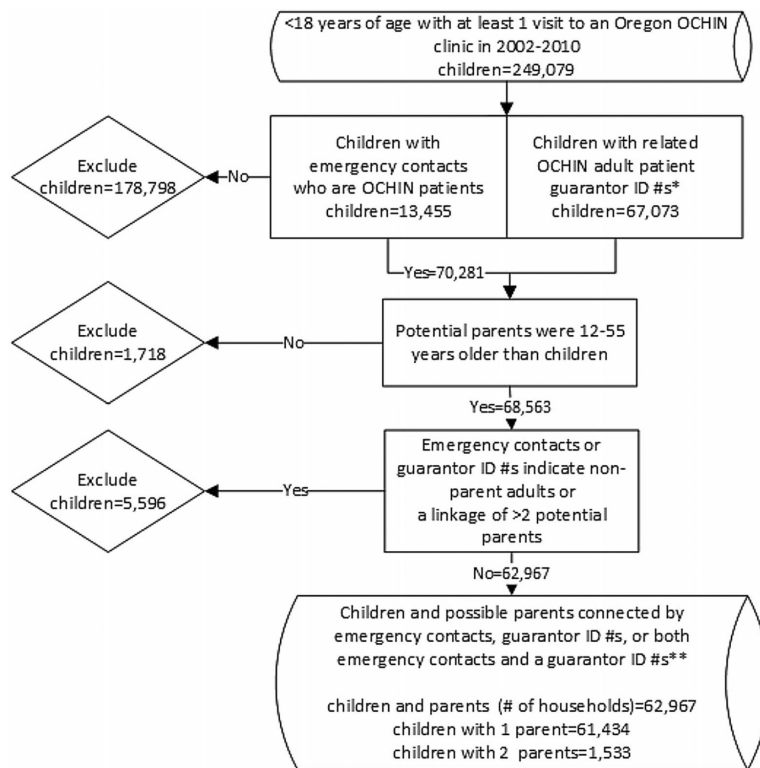 <18 years of age with at least 1 visit to an Oregon OCHIN
clinic in 2002-2010
children=249,079
Exclude
children=178,798
No
Children with
emergency contacts
who are OCHIN patients
children=13,455
Children with related
OCHIN adult patient
guarantor ID #s*
children=67,073
Yes=70,281
Exclude
children=1,718
No
Potential parents were 12-55
years older than children
Yes=68,563
Exclude
children=5,596
Yes
Emergency contacts or
guarantor ID #s indicate non-
parent adults or
a linkage of >2 potential
parents
No=62,967
Children and possible parents connected by
emergency contacts, guarantor ID #s, or both
emergency contacts and a guarantor ID #s**
children and parents (# of households)=62,967
children with 1 parent=61,434
children with 2 parents=1,533